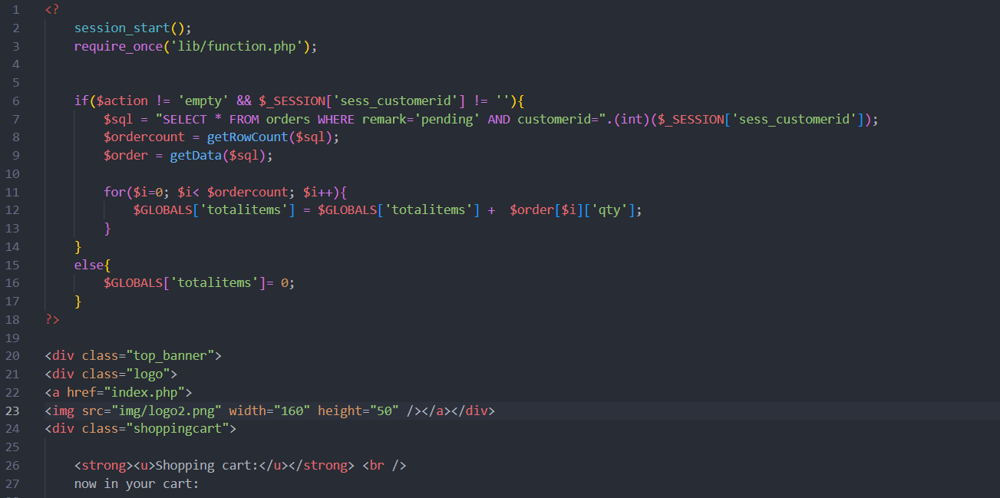 1 <?
2 session_start();
3 require_once('lib/function.php');
4
5
6 if($action != 'empty' && $_SESSION['sess_customerid'] != ''){
7 $sql = "SELECT * FROM orders WHERE remark='pending' AND customerid=".(int)($_SESSION['sess_customerid']);
8 $ordercount = getRowCount($sql);
9 $order = getData($sql);
10
11 for($i=0; $i< $ordercount; $i++){
12 $GLOBALS['totalitems'] = $GLOBALS['totalitems'] +  $order[$i]['qty'];
13 }
14 }
15 else{
16 $GLOBALS['totalitems']= 0;
17 }
18 ?>
19
20 <div class="top_banner">
21 <div class="logo">
22 <a href="index.php">
23 <img src="img/logo2.png" width="160" height="50" /></a></div>
24 <div class="shoppingcart">
25
26 <strong><u>Shopping cart:</u></strong> <br />
27 now in your cart: